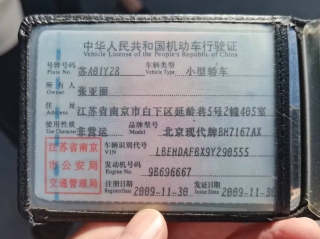 中华人民共和国机动车行驶证
Vehicle License of the People's Republic of China
号牌号码 苏A01Y28 车辆类型 小型轿车
Plate No. Vehicle Type
所有人 张亚丽
Owner
住址 江苏省南京市白下区延龄巷5号2幢405室
Address
使用性质 非营运 品牌型号 北京现代牌BH7167AX
Use Character Model
江苏省南京市公安局交通管理局
车辆识别代号 LBEHDAFBX9Y298555
VIN
发动机号码 9B696667
Engine No.
注册日期 2009-11-30 发证日期 2009-11-30
Register Date Issue Date